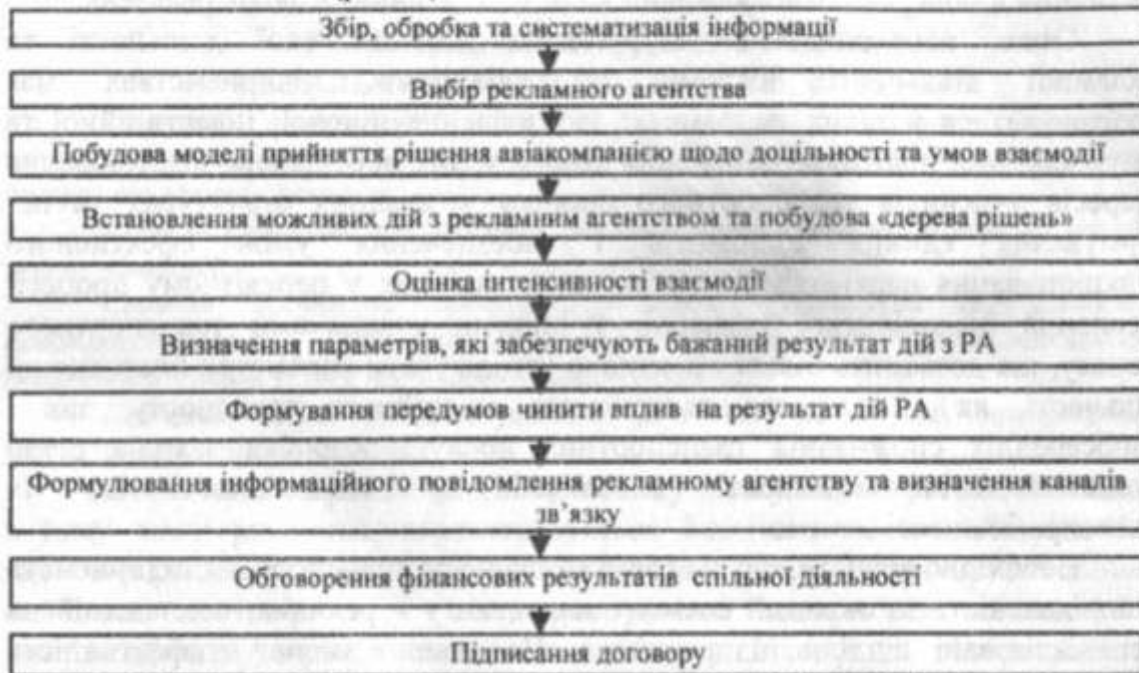 Збір, обробка та систематизація інформації
Вибір рекламного агентства
Побудова моделі прийняття рішення авіакомпанією щодо доцільності та умов взаємодії
Встановлення можливих дій з рекламним агентством та побудова «дерева рішень»
Оцінка інтенсивності взаємодії
Визначення параметрів, які забезпечують бажаний результат дій з РА
Формування передумов чинити вплив на результат дій РА
Формулювання інформаційного повідомлення рекламному агентству та визначення каналів
зв’язку
Обговорення фінансових результатів спільної діяльності
Підписання договору